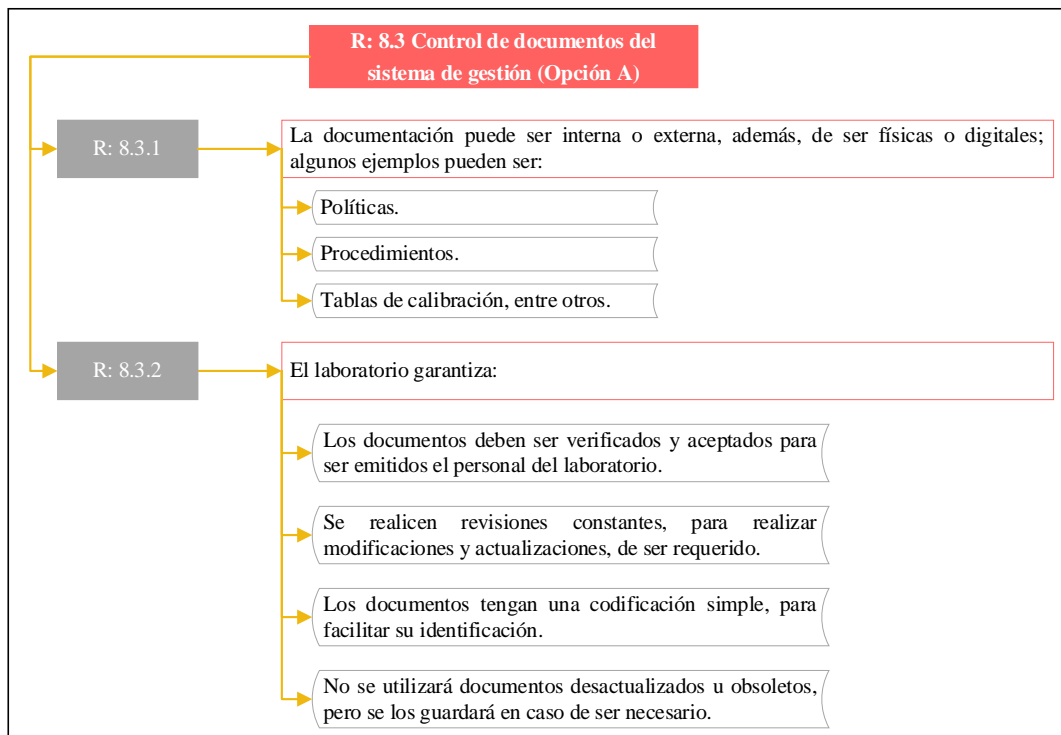 R: 8.3 Control de documentos del
sistema de gestión (Opción A)
R: 8.3.1
La documentación puede ser interna o externa, además, de ser físicas o digitales;
algunos ejemplos pueden ser:
Políticas.
Procedimientos.
Tablas de calibración, entre otros.
R: 8.3.2
El laboratorio garantiza:
Los documentos deben ser verificados y aceptados para
ser emitidos el personal del laboratorio.
Se realicen revisiones constantes, para realizar
modificaciones y actualizaciones, de ser requerido.
Los documentos tengan una codificación simple, para
facilitar su identificación.
No se utilizará documentos desactualizados u obsoletos,
pero se los guardará en caso de ser necesario.